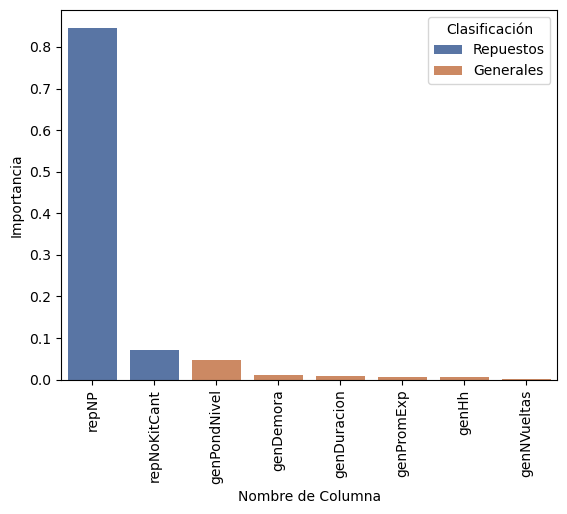 Clasificación
Repuestos
Generales
Importancia
0.8
0.7
0.6
0.5
0.4
0.3
0.2
0.1
0.0
repNP
repNoKitCant
genPondNivel
genDemora
genDuracion
genPromExp
genHh
genNVueltas
Nombre de Columna